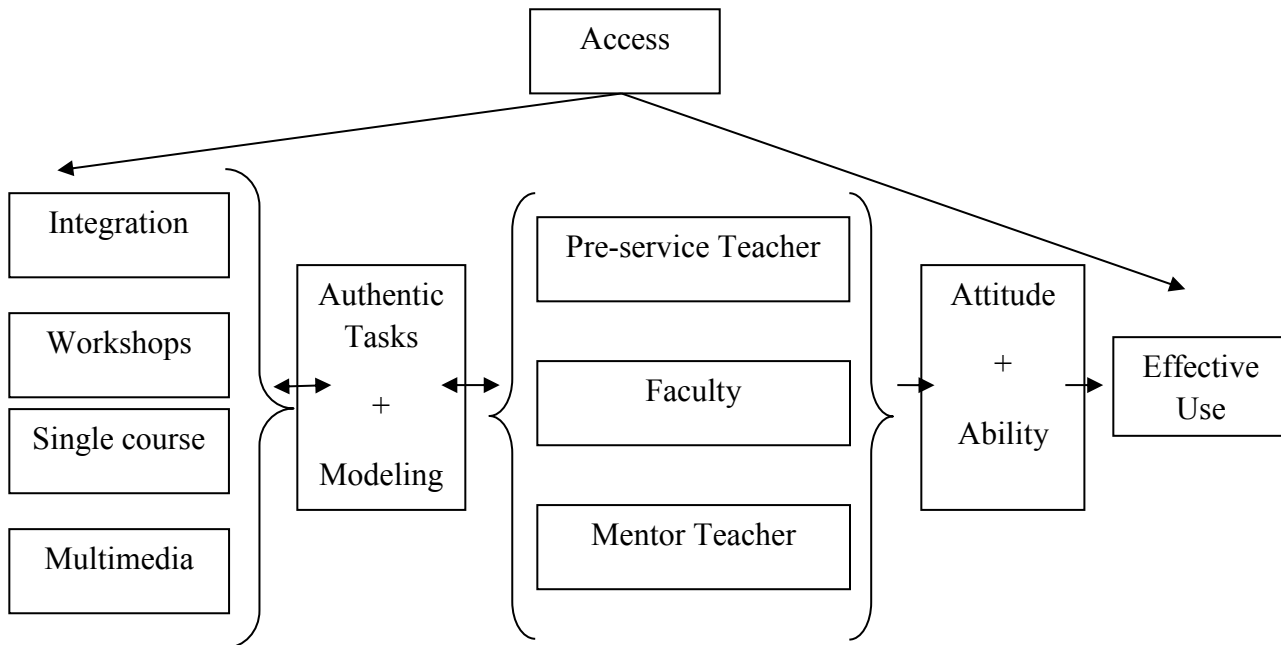 Access
Integration
Workshops
Single course
Multimedia
Authentic
Tasks
+
Modeling
Pre-service Teacher
Faculty
Mentor Teacher
Attitude
+
Ability
Effective
Use